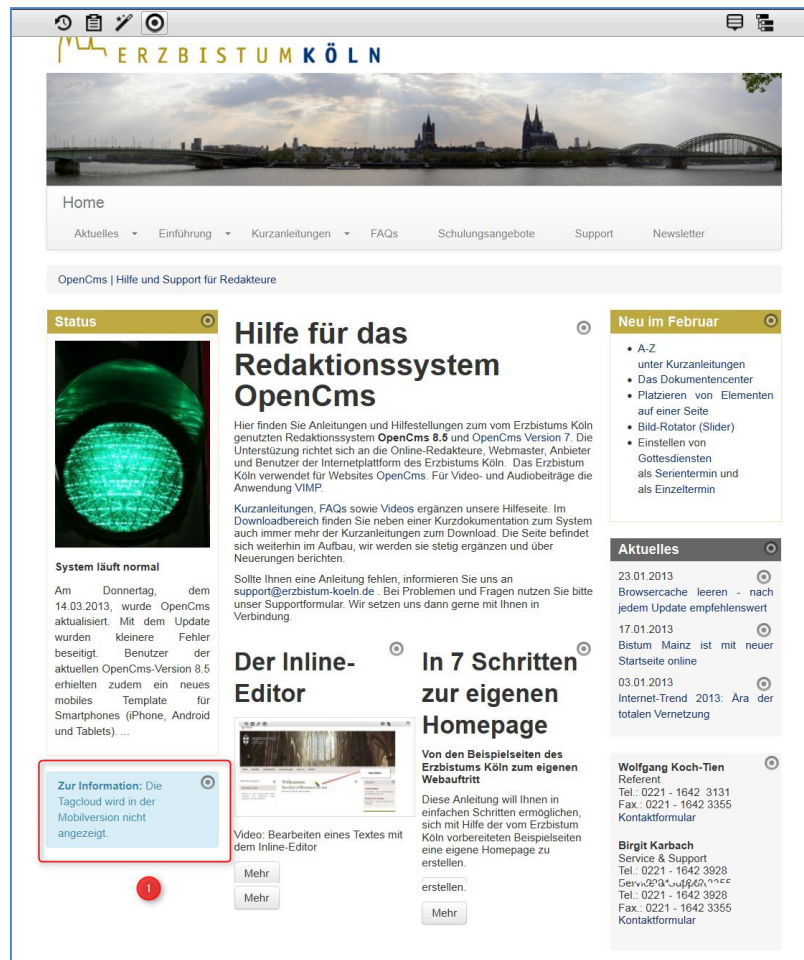 ERZBISTUMKÖLN
Home
Aktuelles
Einführung
Kurzanleitungen
FAQs
Schulungsangebote
Support
Newsletter
OpenCms | Hilfe und Support für Redakteure
Status
System läuft normal
Am Donnertag, dem
14.03.2013, wurde OpenCms
aktualisiert. Mit dem Update
wurden kleinere Fehler
beseitigt. Benutzer der
aktuellen OpenCms-Version 8.5
erhielten zudem ein neues
mobiles Template für
Smartphones (iPhone, Android
und Tablets). ...
Zur Information: Die
Tagcloud wird in der
Mobilversion nicht
angezeigt.
1
Hilfe für das
Redaktionssystem
OpenCms
Hier finden Sie Anleitungen und Hilfestellungen zum vom Erzbistums Köln
genutzten Redaktionssystem OpenCms 8.5 und OpenCms Version 7. Die
Unterstüzung richtet sich an die Online-Redakteure, Webmaster, Anbieter
und Benutzer der Internetplattform des Erzbistums Köln. Das Erzbistum
Köln verwendet für Websites OpenCms. Für Video- und Audiobeiträge die
Anwendung VIMP.
Kurzanleitungen, FAQs sowie Videos ergänzen unsere Hilfeseite. Im
Downloadbereich finden Sie neben einer Kurzdokumentation zum System
auch immer mehr der Kurzanleitungen zum Download. Die Seite befindet
sich weiterhin im Aufbau, wir werden sie stetig ergänzen und über
Neuerungen berichten.
Sollte Ihnen eine Anleitung fehlen, informieren Sie uns an
support@erzbistum-koeln.de . Bei Problemen und Fragen nutzen Sie bitte
unser Supportformular. Wir setzen uns dann gerne mit Ihnen in
Verbindung.
Der Inline-
Editor
Video: Bearbeiten eines Textes mit
dem Inline-Editor
Mehr
Mehr
In 7 Schritten
zur eigenen
Homepage
Von den Beispielseiten des
Erzbistums Köln zum eigenen
Webauftritt
Diese Anleitung will Ihnen in
einfachen Schritten ermöglichen,
sich mit Hilfe der vom Erzbistum
Köln vorbereiteten Beispielseiten
eine eigene Homepage zu
erstellen.
erstellen.
Mehr
Neu im Februar
A-Z
unter Kurzanleitungen
Das Dokumentencenter
Platzieren von Elementen
auf einer Seite
Bild-Rotator (Slider)
Einstellen von
Gottesdiensten
als Serientermin und
als Einzeltermin
Aktuelles
23.01.2013
Browsercache leeren - nach
jedem Update empfehlenswert
17.01.2013
Bistum Mainz ist mit neuer
Startseite online
03.01.2013
Internet-Trend 2013: Ära der
totalen Vernetzung
Wolfgang Koch-Tien
Referent
Tel.: 0221 - 1642 3131
Fax.: 0221 - 1642 3355
Kontaktformular
Birgit Karbach
Service & Support
Tel.: 0221 - 1642 3928
Tel.: 0221 - 1642 3928
Fax.: 0221 - 1642 3355
Kontaktformular